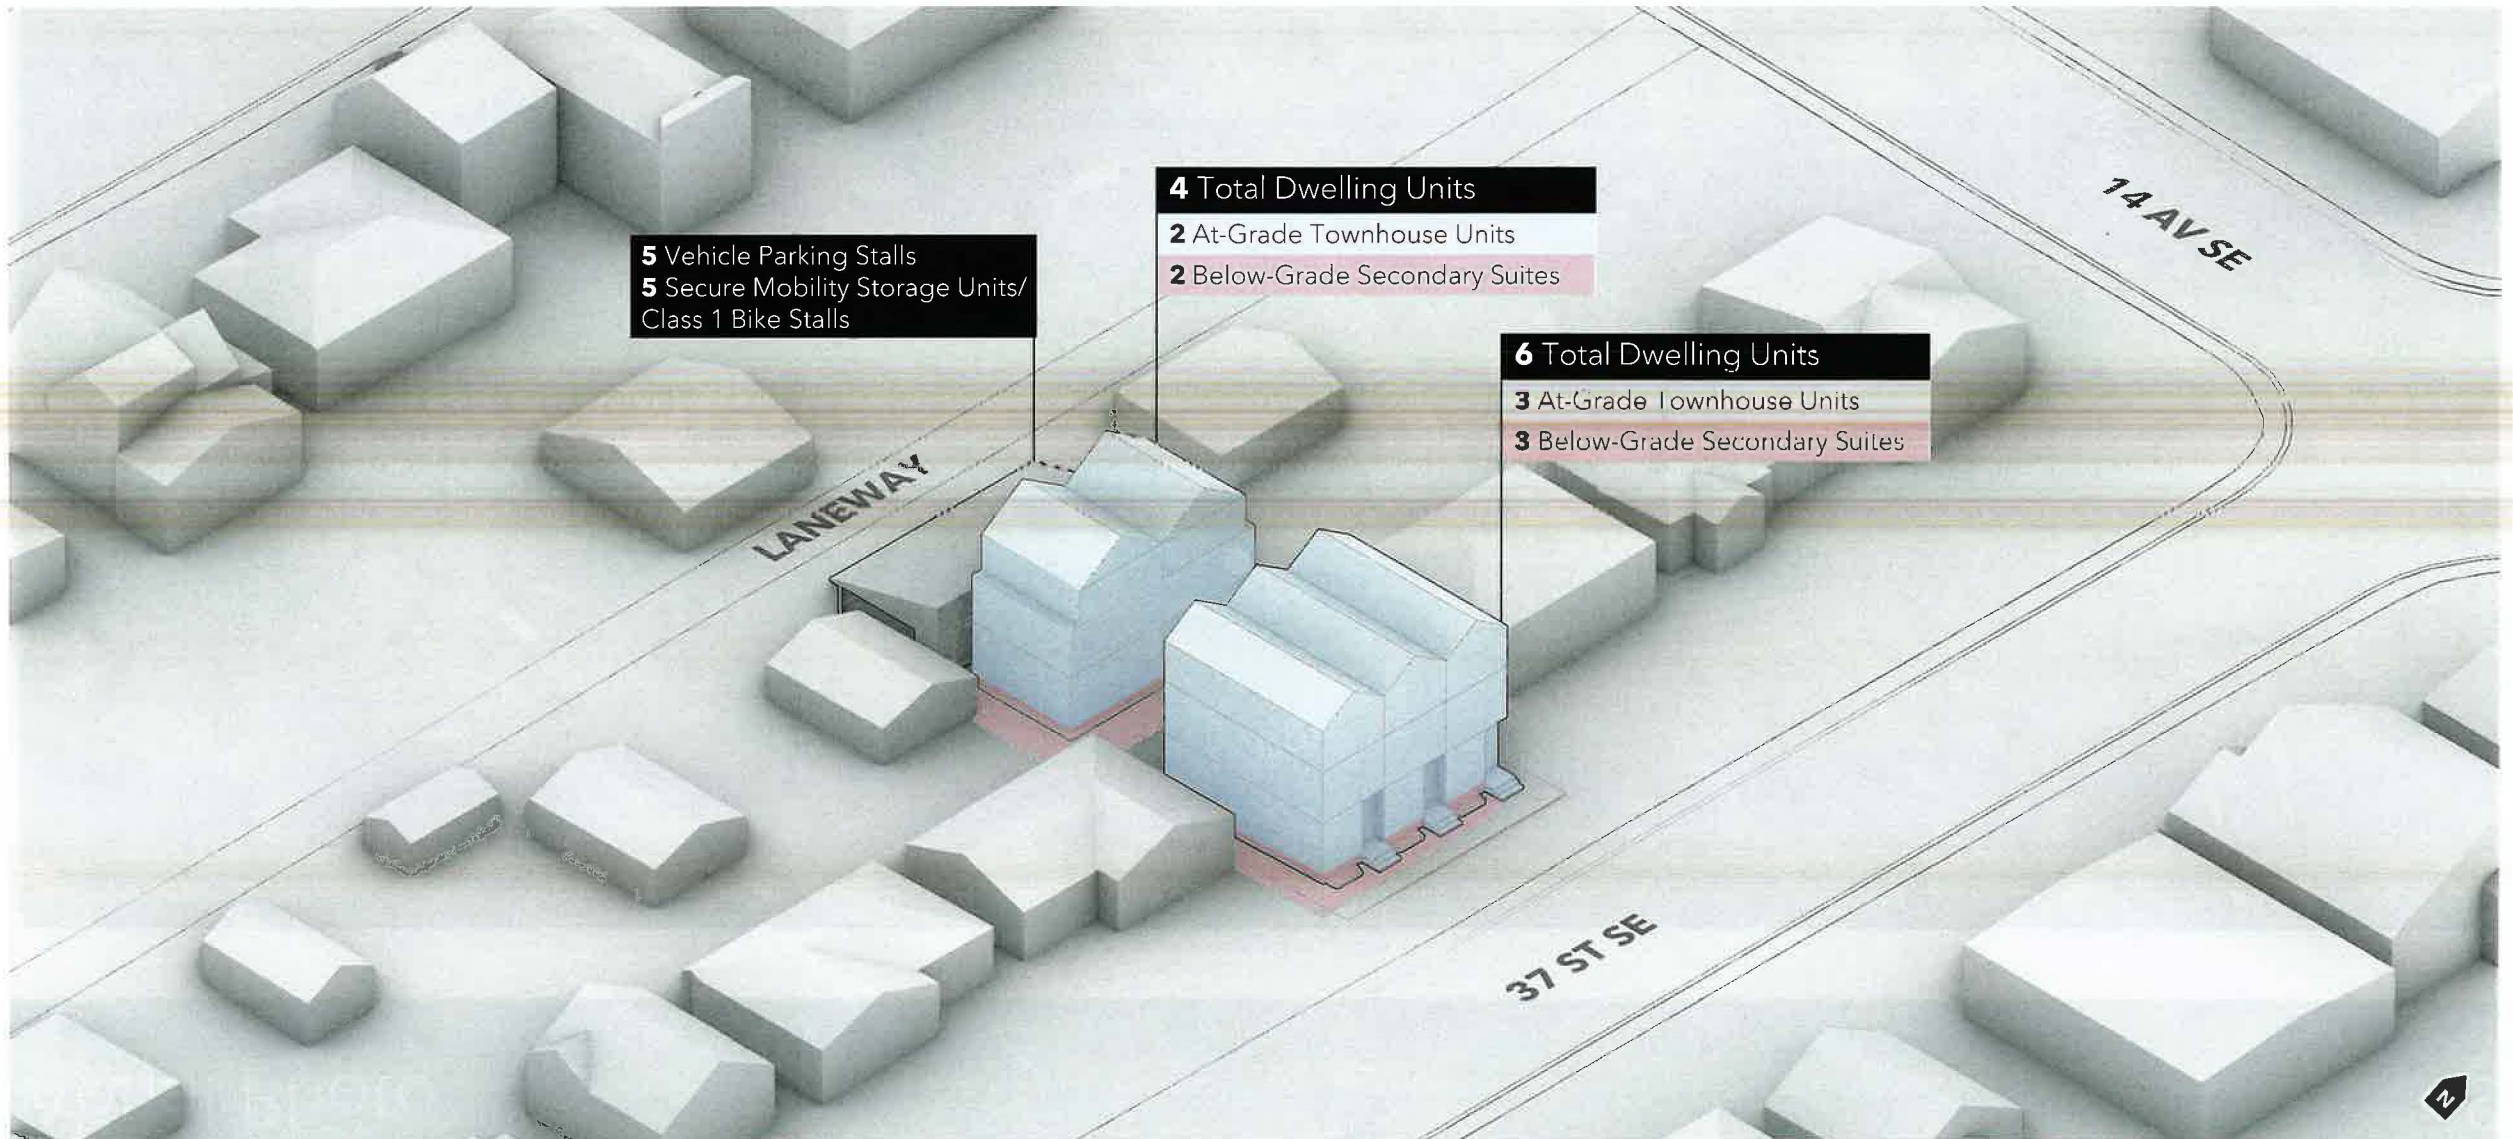 14 AV SE
4 Total Dwelling Units
2 At-Grade Townhouse Units
2 Below-Grade Secondary Suites
5 Vehicle Parking Stalls
5 Secure Mobility Storage Units/
Class 1 Bike Stalls
6 Total Dwelling Units
3 At-Grade Townhouse Units
3 Below-Grade Secondary Suites
LANEWAY
37 ST SE
N